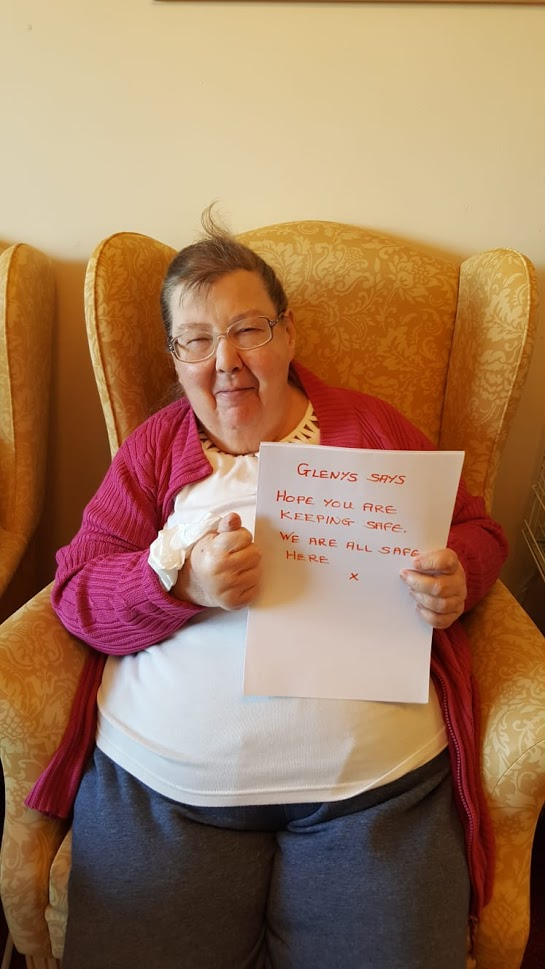 GLENYS SAYS
HOPE YOU ARE
KEEPING SAFE.
WE ARE ALL SAFE
HERE
x